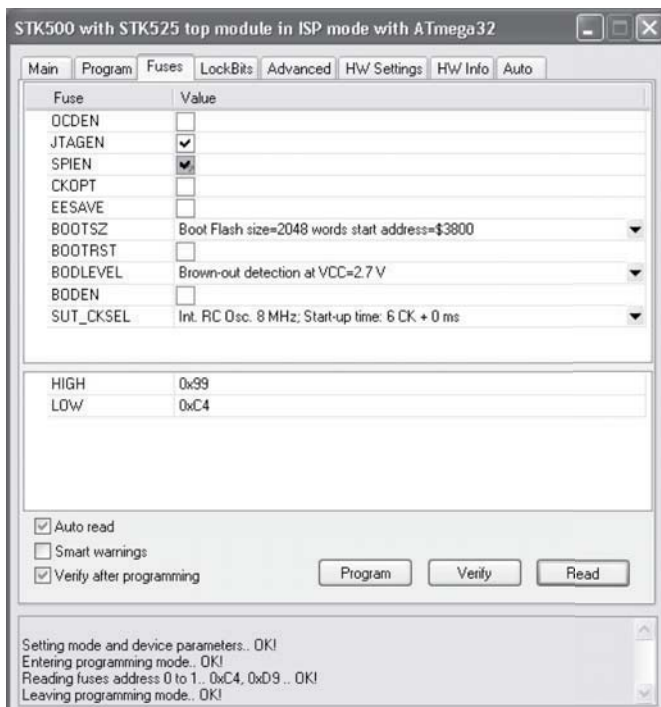 STK500 with STK525 top module in ISP mode with ATmega32
Main Program Fuses LockBits Advanced HW Settings HW Info Auto
Fuse Value
OCDEN
JTAGEN
SPIEN
CKOPT
EESAVE
BOOTSZ Boot Flash size=2048 words start address=$3800
BOOTRST
BODLEVEL Brown-out detection at VCC=2.7 V
BODEN
SUT_CKSEL Int. RC Osc. 8 MHz; Start-up time: 6 CK + 0 ms
HIGH 0x99
LOW 0xC4
Auto read
Smart warnings
Verify after programming
Program Verify Read
Setting mode and device parameters.. OK!
Entering programming mode.. OK!
Reading fuses address 0 to 1.. 0xC4, 0xD9 .. OK!
Leaving programming mode.. OK!